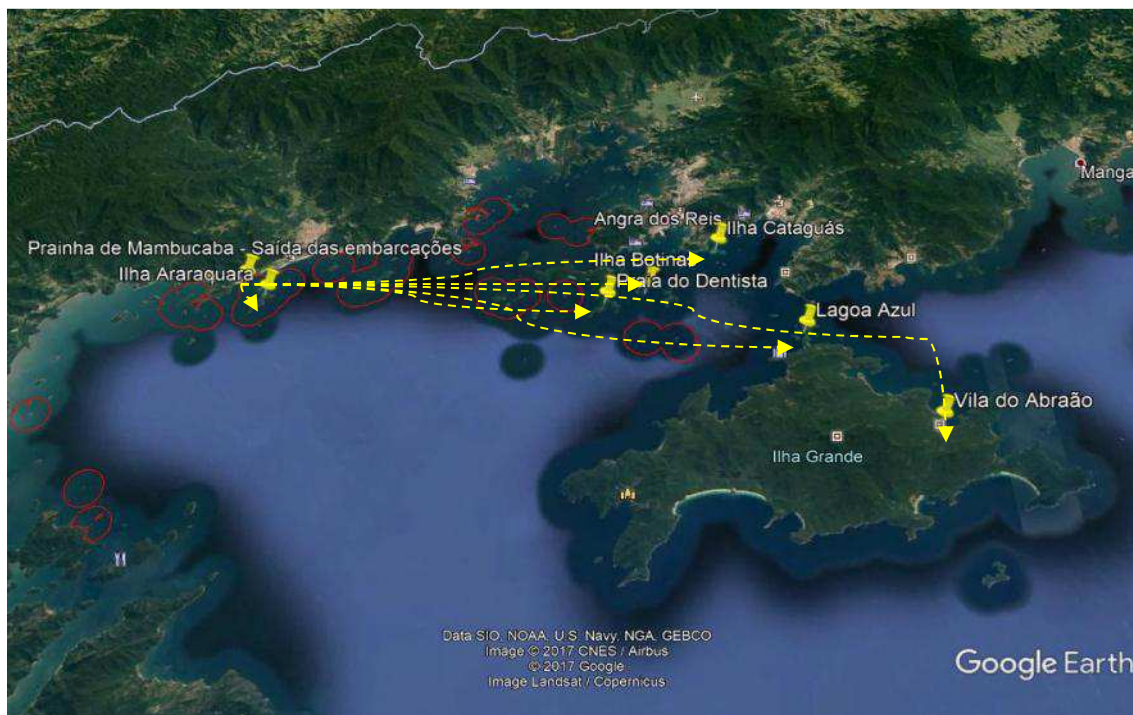 Manga
Angra dos Reis
Ilha Cataguás
Prainha de Mambucaba - Saída das embarcações
Ilha Botina
Ilha Araraquara
Praia do Dentista
Lagoa Azul
Vila do Abraão
Ilha Grande
Data SIO, NOAA, U.S. Navy, NGA, GEBCO
Image © 2017 CNES / Airbus
© 2017 Google
Image Landsat / Copernicus
Google Earth